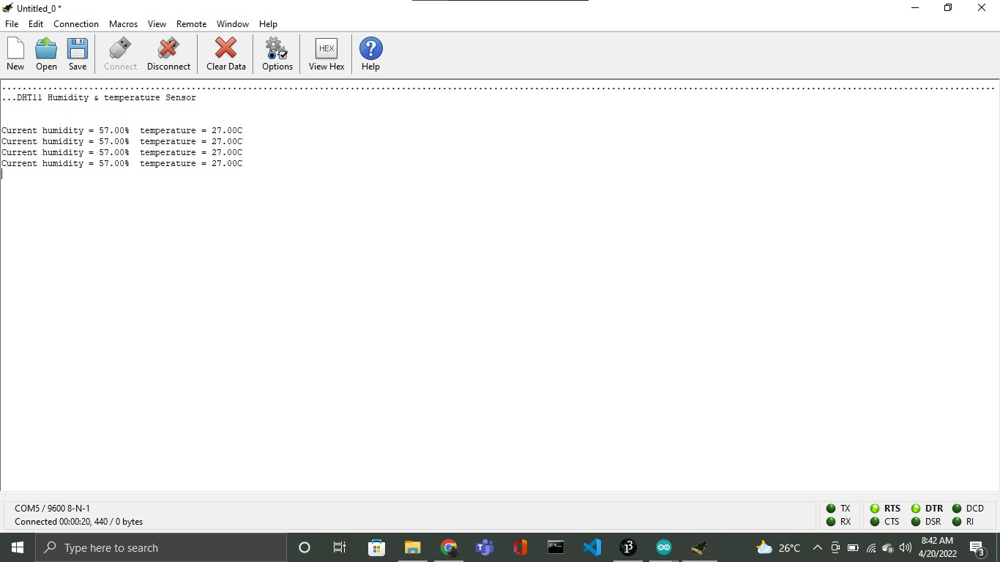 Untitled_0 *
File Edit Connection Macros View Remote Window Help
HEX ?
New Open Save Connect Disconnect Clear Data Options View Hex Help
...DHT11 Humidity & temperature Sensor
Current humidity = 57.00%  temperature = 27.00C
Current humidity = 57.00%  temperature = 27.00C
Current humidity = 57.00%  temperature = 27.00C
Current humidity = 57.00%  temperature = 27.00C
COM5 / 9600 8-N-1
Connected 00:00:20, 440 / 0 bytes
TX RTS DTR DCD
RX CTS DSR RI
Type here to search
26°C
8:42 AM
4/20/2022
3